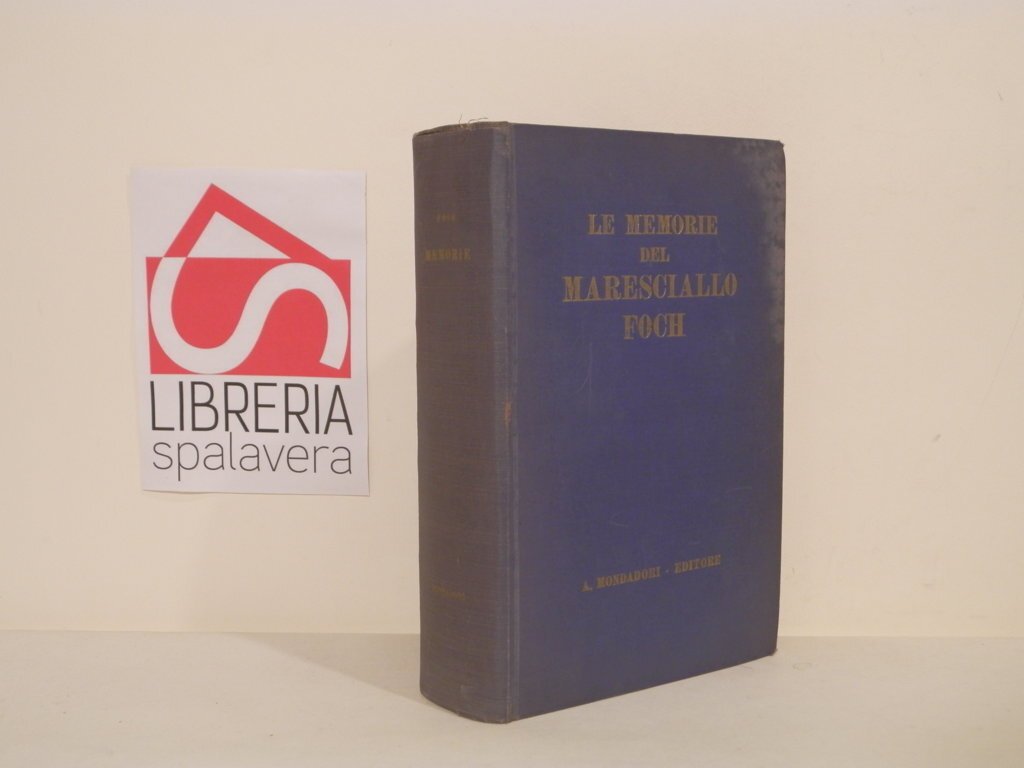 LIBRERIA
spalavera
FOCH
MEMORIE
LE MEMORIE
DEL
MARESCIALLO
FOCH
A. MONDADORI - EDITORE